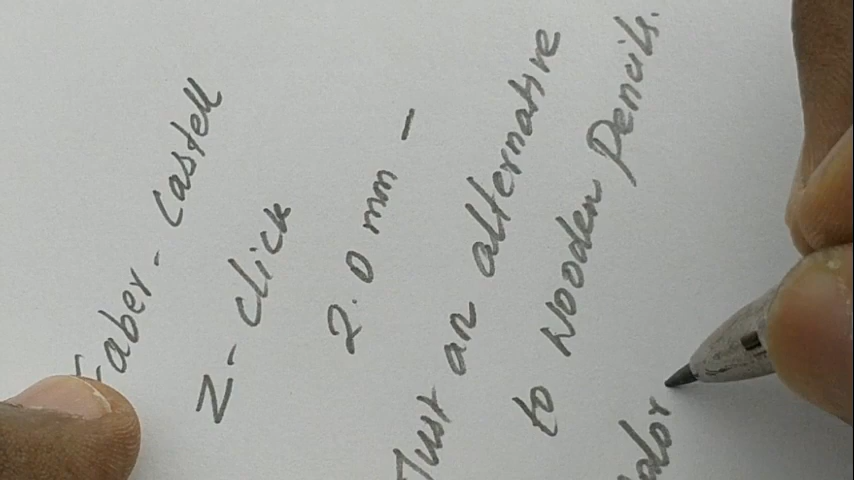 Faber-Castell
Z-click
2.0 mm -
Just an alternative
to wooden pencils.